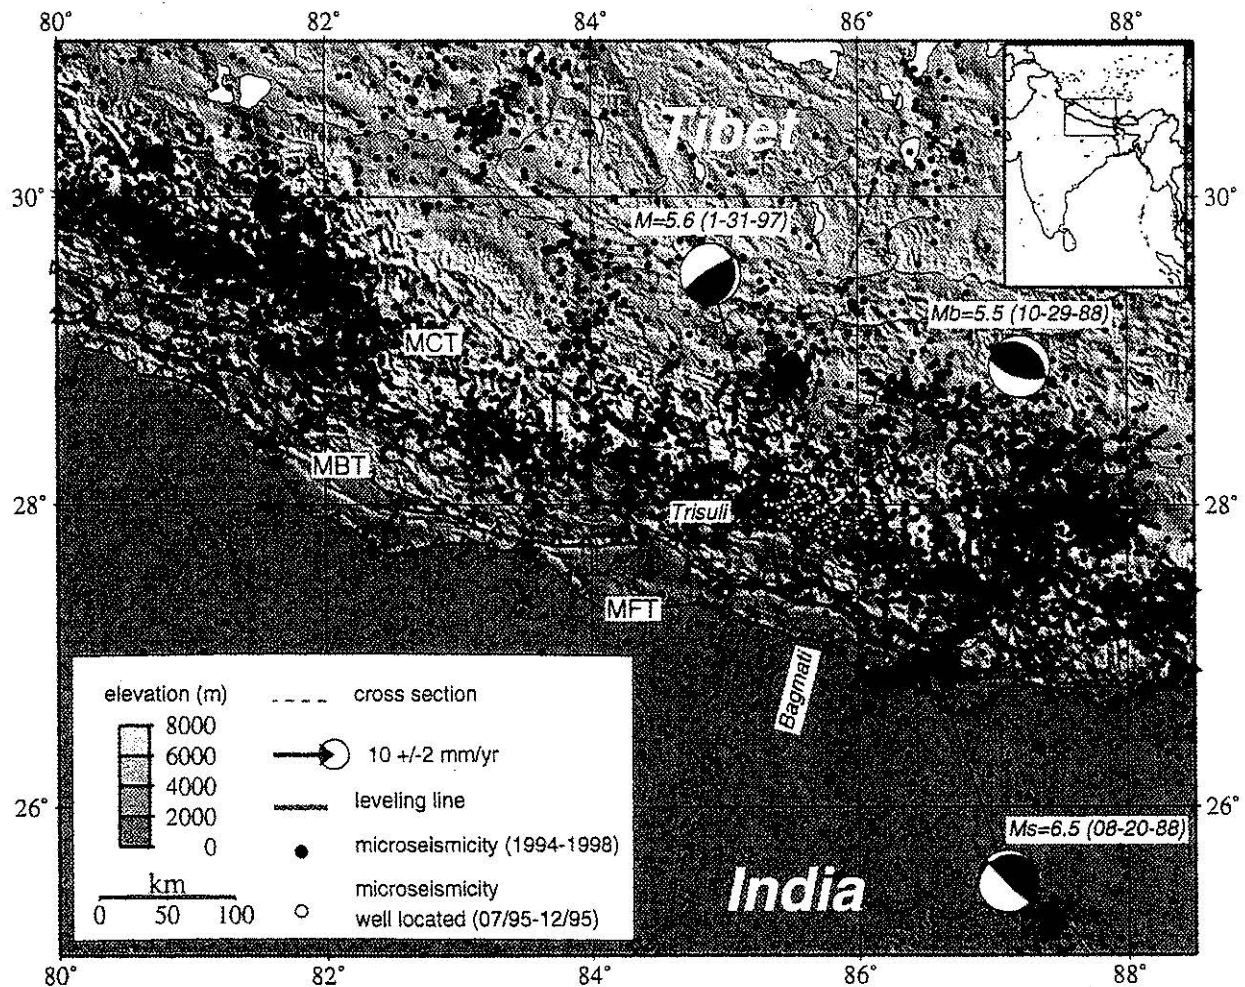 80°
82°
84°
86°
88°
Tibet
30°
30°
M=5.6 (1-31-97)
Mb=5.5 (10-29-88)
MCT
MBT
28°
Trisuli
28°
MFT
Bagmati
elevation (m)
8000
6000
4000
2000
0
km
0 50 100
cross section
10 +/-2 mm/yr
leveling line
microseismicity (1994-1998)
microseismicity
well located (07/95-12/95)
26°
26°
Ms=6.5 (08-20-88)
India
80°
82°
84°
86°
88°